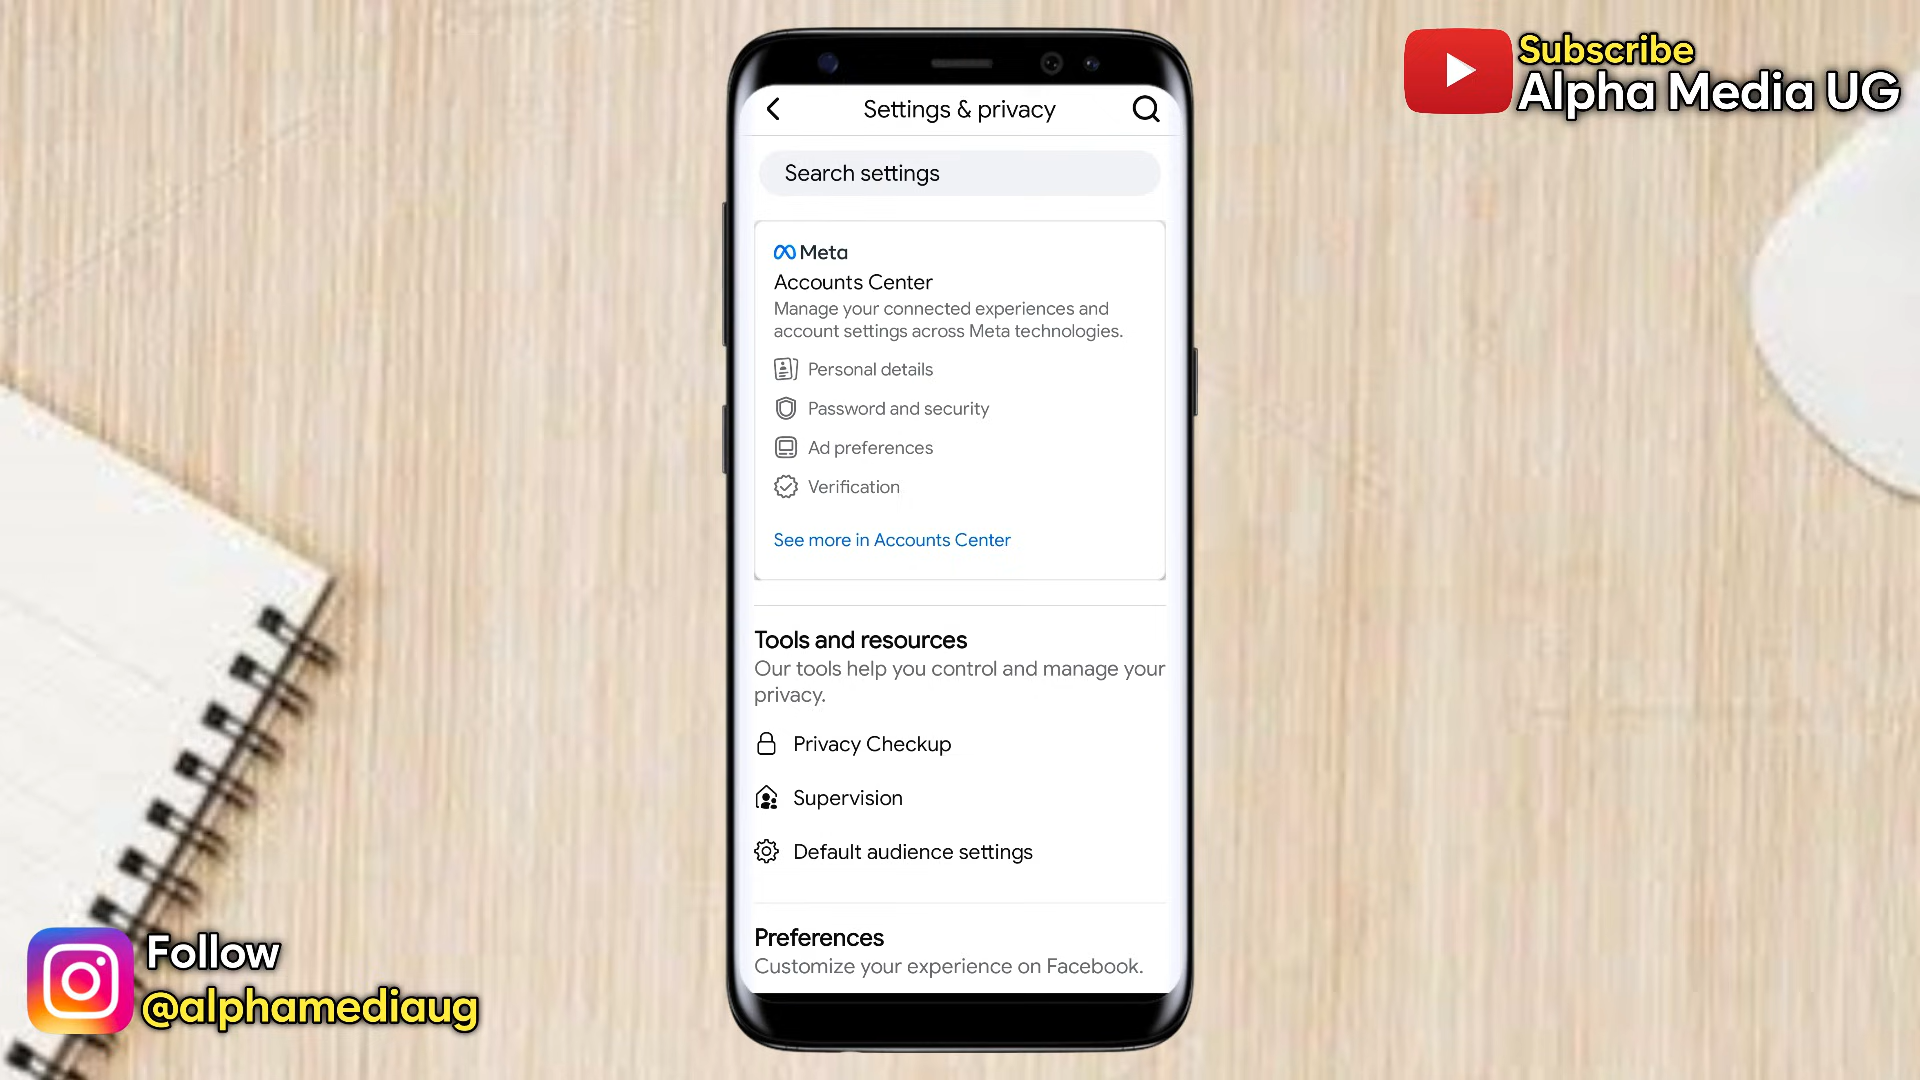 Subscribe
Alpha Media UG
Settings & privacy
Search settings
Meta
Accounts Center
Manage your connected experiences and
account settings across Meta technologies.
Personal details
Password and security
Ad preferences
Verification
See more in Accounts Center
Tools and resources
Our tools help you control and manage your
privacy.
Privacy Checkup
Supervision
Default audience settings
Preferences
Customize your experience on Facebook.
Follow
@alphamediaug